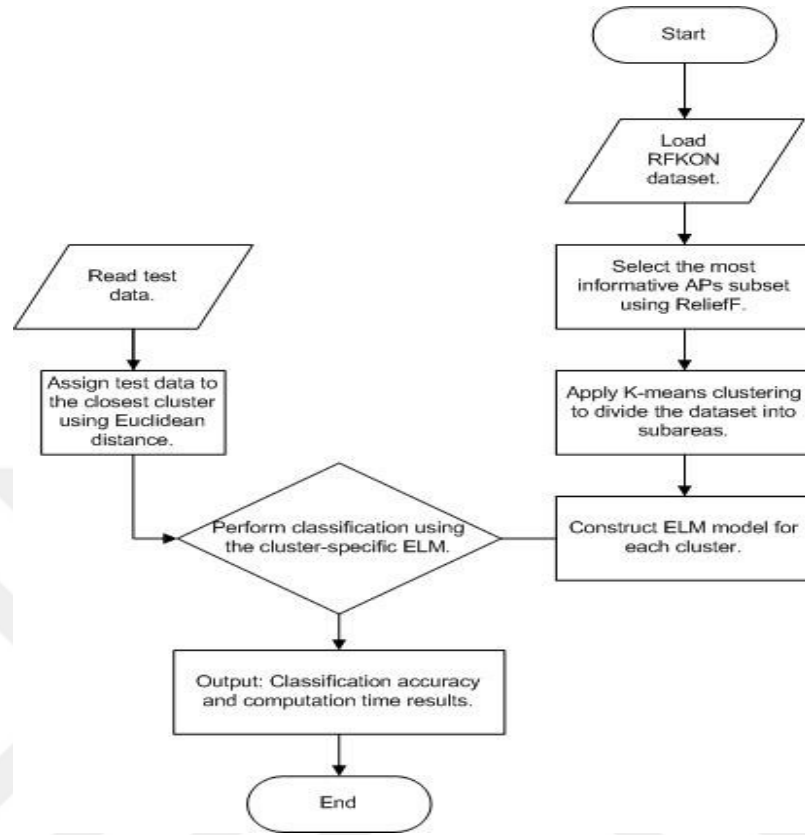 Start
Load
RFKON
dataset.
Select the most
informative APs subset
using ReliefF.
Apply K-means clustering
to divide the dataset into
subareas.
Construct ELM model for
each cluster.
Read test
data.
Assign test data to
the closest cluster
using Euclidean
distance.
Perform classification using
the cluster-specific ELM.
Output: Classification accuracy
and computation time results.
End